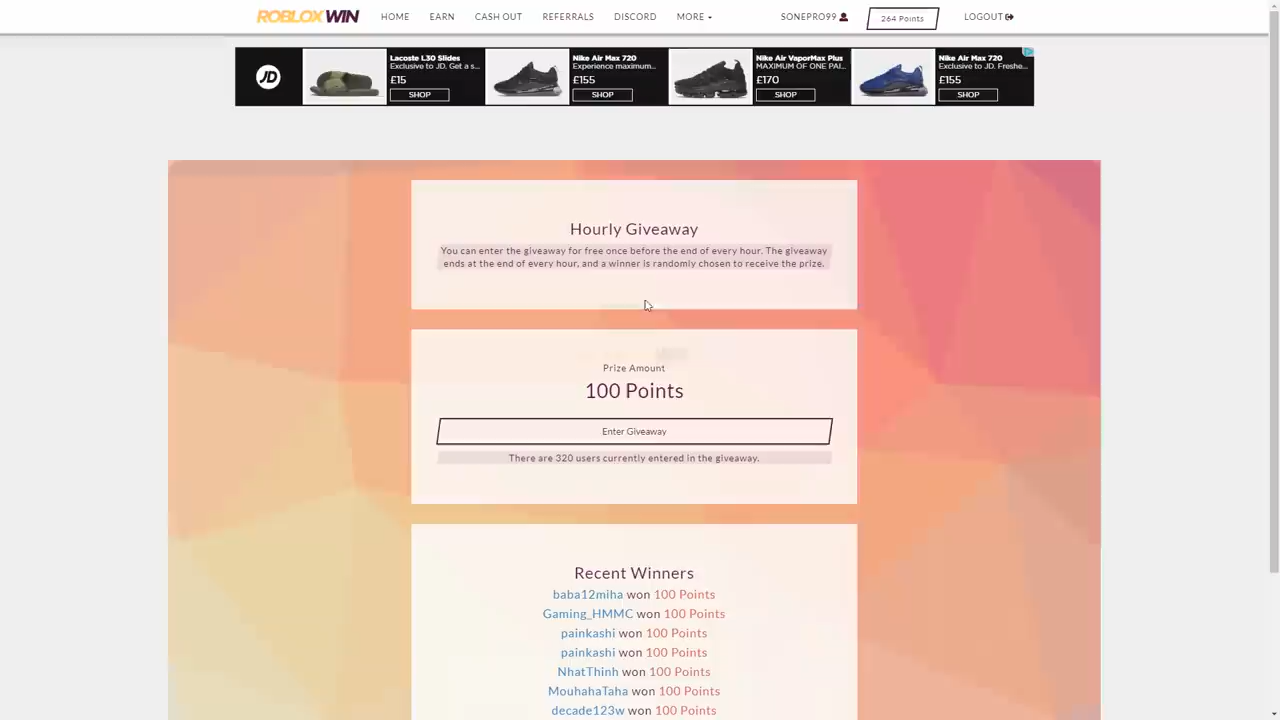 ROBLOX WIN HOME EARN CASH OUT REFERRALS DISCORD MORE SONEPRO99 264 Points LOGOUT
JD
Lacoste L30 Slides
Exclusive to JD. Get a s...
£15
SHOP
Nike Air Max 720
Experience maximum...
£155
SHOP
Nike Air VaporMax Plus
MAXIMUM OF ONE PAI...
£170
SHOP
Nike Air Max 720
Exclusive to JD. Freshe...
£155
SHOP
Hourly Giveaway
You can enter the giveaway for free once before the end of every hour. The giveaway
ends at the end of every hour, and a winner is randomly chosen to receive the prize.
Prize Amount
100 Points
Enter Giveaway
There are 320 users currently entered in the giveaway.
Recent Winners
baba12miha won 100 Points
Gaming_HMMC won 100 Points
painkashi won 100 Points
painkashi won 100 Points
NhatThinh won 100 Points
MouhahaTaha won 100 Points
decade123w won 100 Points